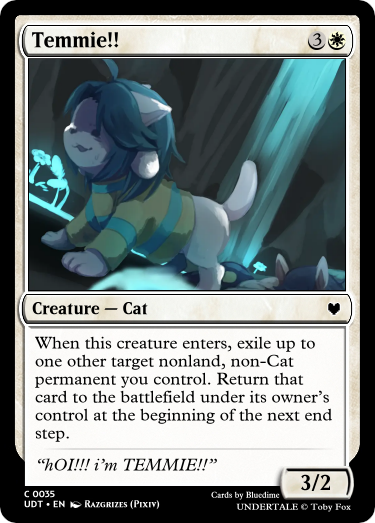 Temmie!! 3
Creature — Cat
When this creature enters, exile up to
one other target nonland, non-Cat
permanent you control. Return that
card to the battlefield under its owner's
control at the beginning of the next end
step.
“hOI!!! i'm TEMMIE!!”
3/2
C 0035
UDT • EN Razgrizes (Pixiv)
Cards by Bluedime
UNDERTALE © Toby Fox